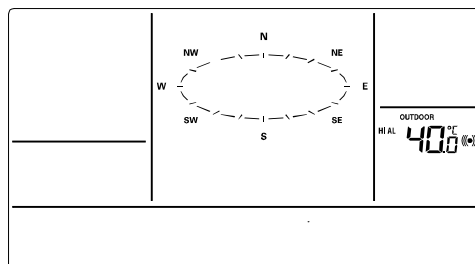 N
NW NE
W E
SW SE
S
OUTDOOR
HI AL 40.0 °C